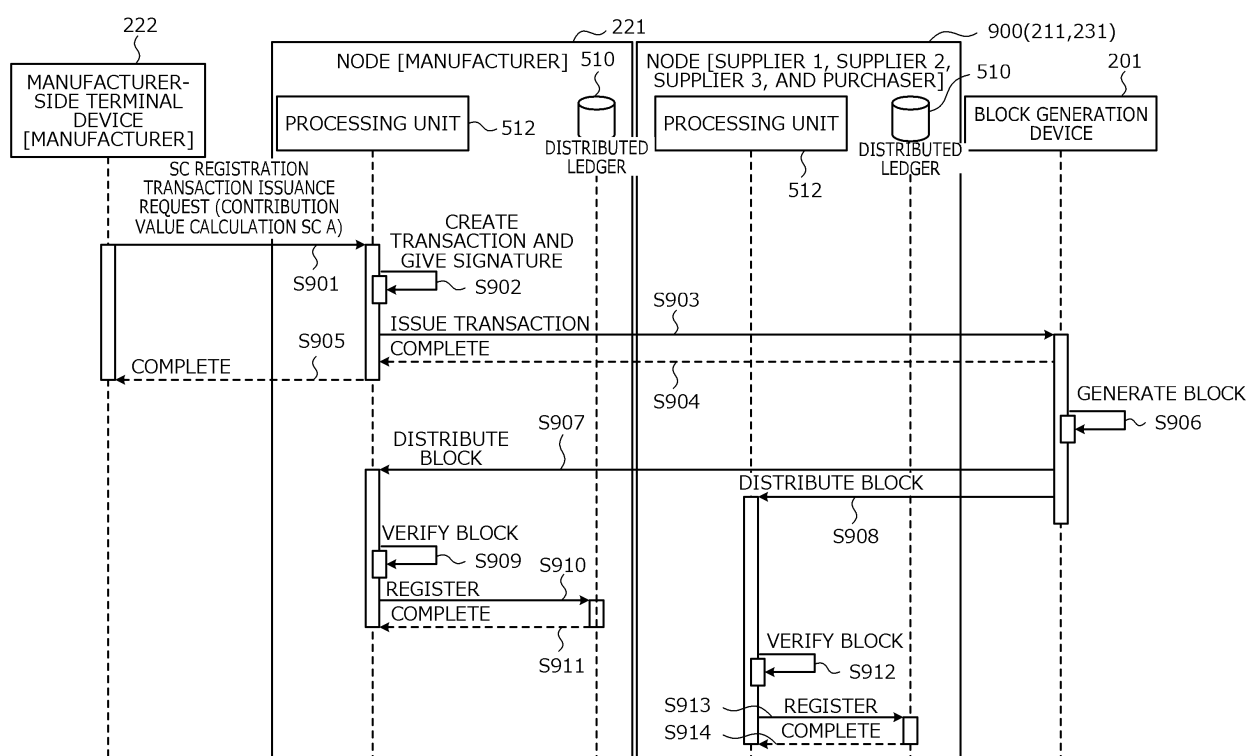 222
221
900(211,231)
MANUFACTURER-
SIDE TERMINAL
DEVICE
[MANUFACTURER]
NODE [MANUFACTURER]
510
NODE [SUPPLIER 1, SUPPLIER 2,
SUPPLIER 3, AND PURCHASER]
510
201
PROCESSING UNIT
512
DISTRIBUTED
LEDGER
PROCESSING UNIT
512
DISTRIBUTED
LEDGER
BLOCK GENERATION
DEVICE
SC REGISTRATION
TRANSACTION ISSUANCE
REQUEST (CONTRIBUTION
VALUE CALCULATION SC A)
S901
CREATE
TRANSACTION AND
GIVE SIGNATURE
S902
S903
ISSUE TRANSACTION
COMPLETE
S904
S905
COMPLETE
GENERATE BLOCK
S906
S907
DISTRIBUTE
BLOCK
DISTRIBUTE BLOCK
S908
VERIFY BLOCK
S909
S910
REGISTER
COMPLETE
S911
VERIFY BLOCK
S912
S913
REGISTER
S914
COMPLETE